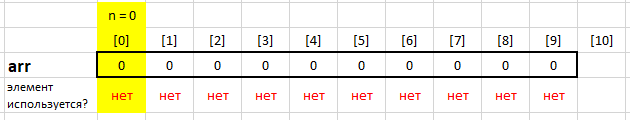 n = 0
[0] [1] [2] [3] [4] [5] [6] [7] [8] [9] [10]
arr 0 0 0 0 0 0 0 0 0 0
элемент
используется? нет нет нет нет нет нет нет нет нет нет